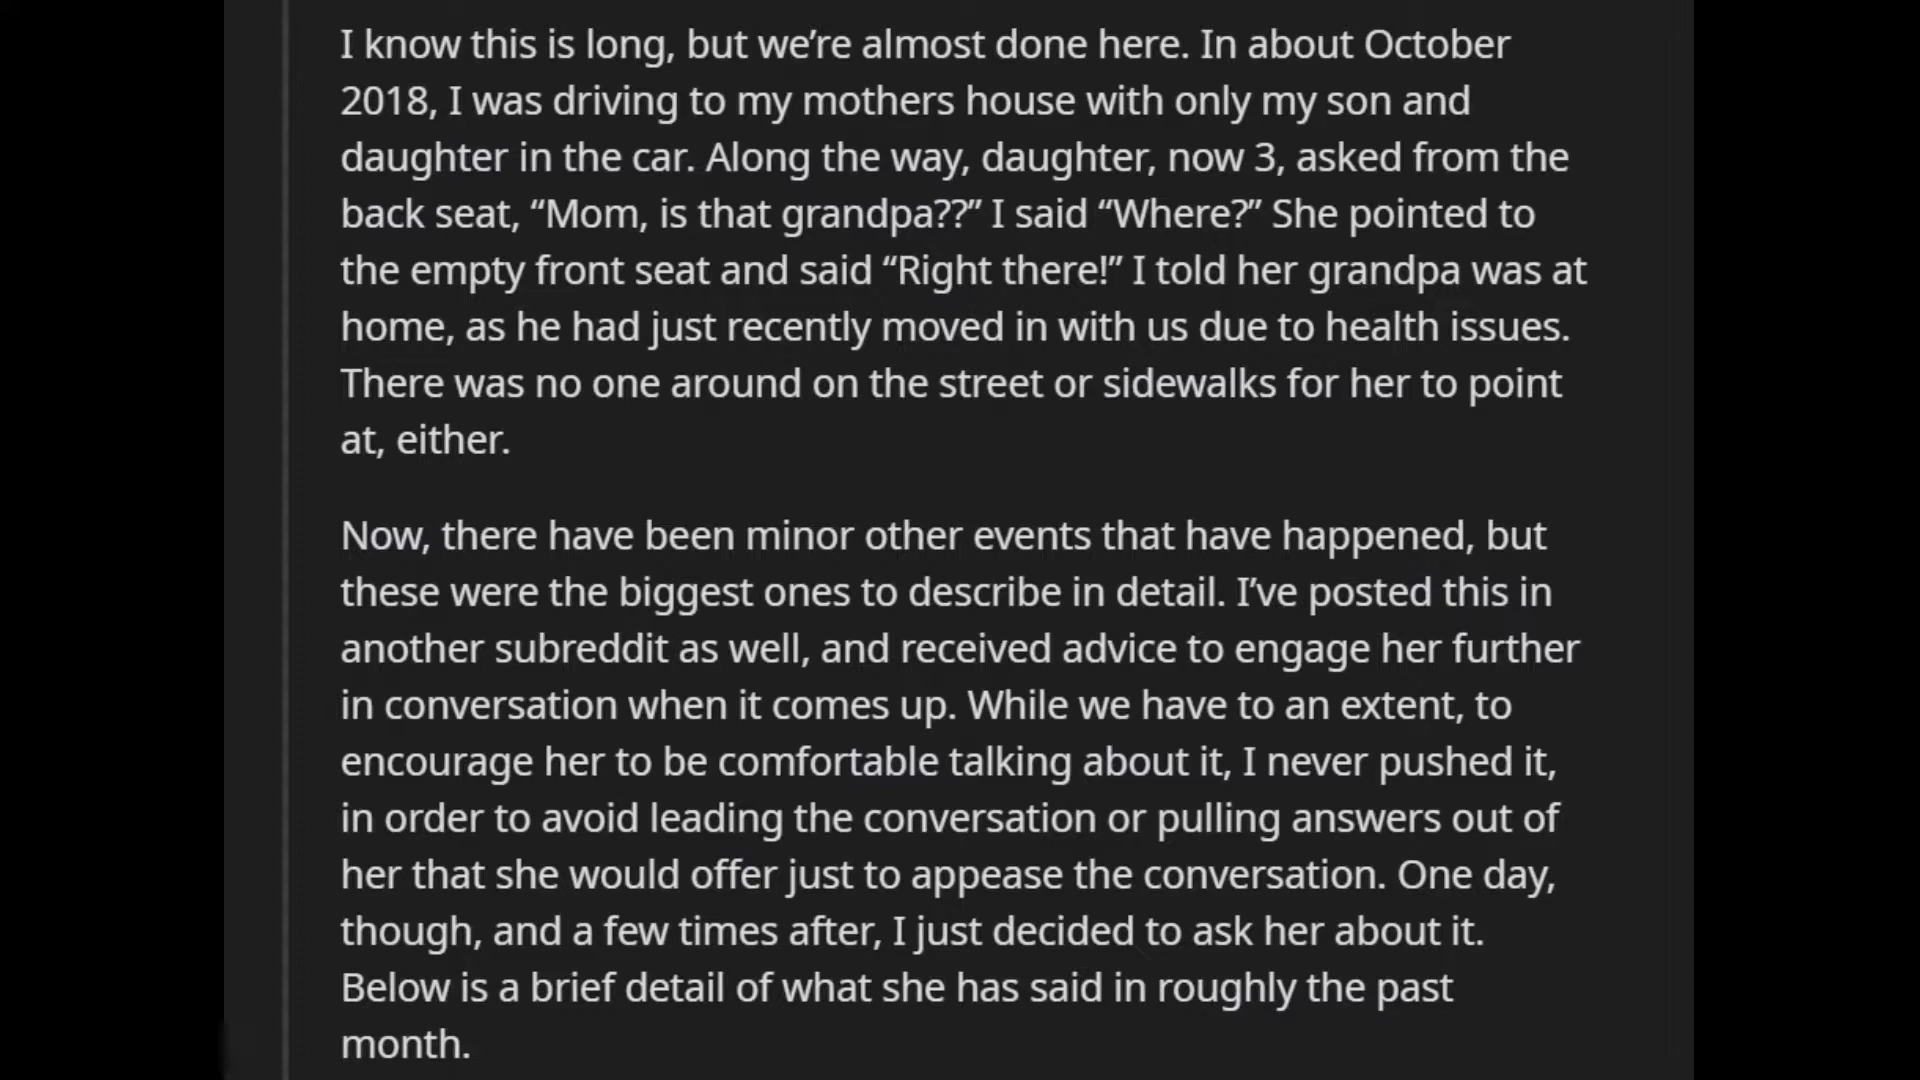 I know this is long, but we’re almost done here. In about October
2018, I was driving to my mothers house with only my son and
daughter in the car. Along the way, daughter, now 3, asked from the
back seat, “Mom, is that grandpa??” I said “Where?” She pointed to
the empty front seat and said “Right there!” I told her grandpa was at
home, as he had just recently moved in with us due to health issues.
There was no one around on the street or sidewalks for her to point
at, either.
Now, there have been minor other events that have happened, but
these were the biggest ones to describe in detail. I’ve posted this in
another subreddit as well, and received advice to engage her further
in conversation when it comes up. While we have to an extent, to
encourage her to be comfortable talking about it, I never pushed it,
in order to avoid leading the conversation or pulling answers out of
her that she would offer just to appease the conversation. One day,
though, and a few times after, I just decided to ask her about it.
Below is a brief detail of what she has said in roughly the past
month.